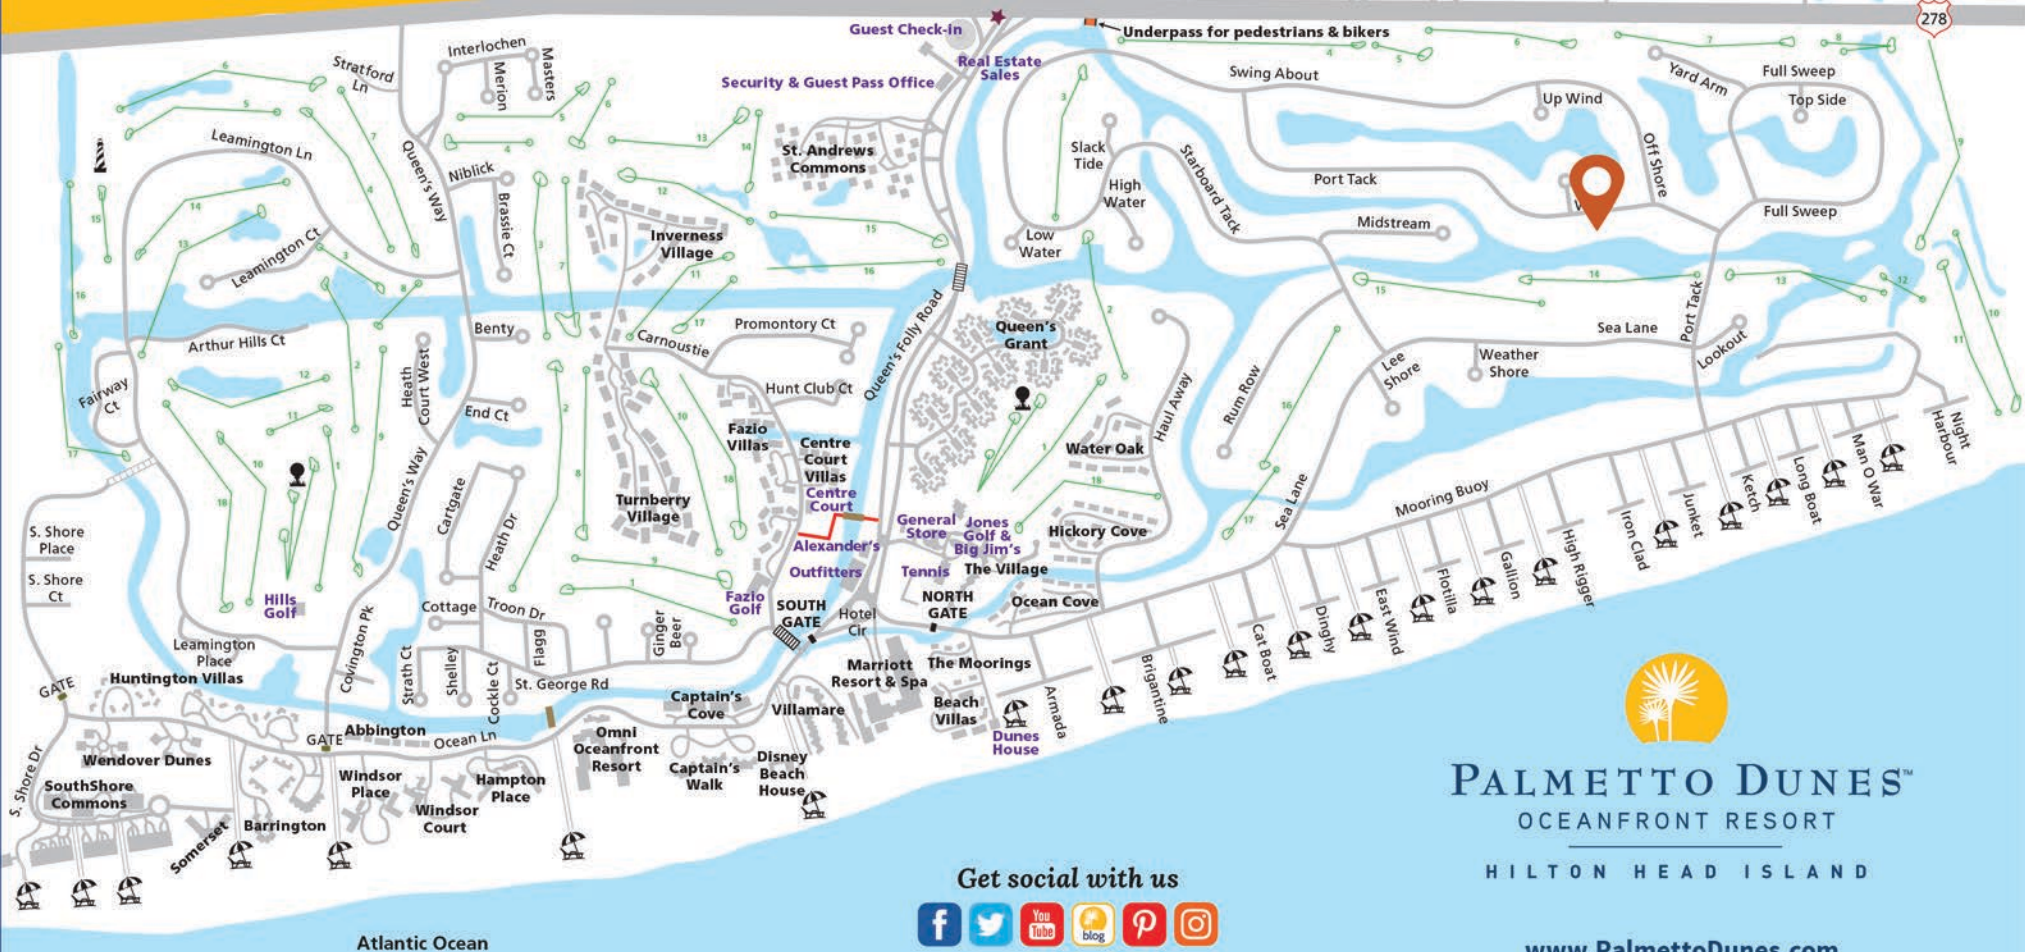 278
Guest Check-in
Underpass for pedestrians & bikers
Real Estate
Sales
Security & Guest Pass Office
Stratford
Ln
Interlochen
Merion
Masters
Leamington Ln
Queen's Way
Niblick
Brassie Ct
Leamington Ct
St. Andrews
Commons
Inverness
Village
Slack
Tide
High
Water
Low
Water
Starboard Tack
Swing About
Up Wind
Off Shore
Yard Arm
Full Sweep
Top Side
Port Tack
Midstream
Full Sweep
Arthur Hills Ct
Fairway
Ct
Heath
Court West
Benty
End Ct
Carnoustie
Promontory Ct
Hunt Club Ct
Queen's Folly Road
Queen's
Grant
Haul Away
Rum Row
Lee
Shore
Weather
Shore
Sea Lane
Port Tack
Lookout
Night
Harbour
Fazio
Villas
Centre
Court
Villas
Centre
Court
Water Oak
Turnberry
Village
Queen's Way
Cartgate
Heath Dr
General
Store
Jones
Golf &
Big Jim's
Hickory Cove
Sea Lane
Mooring Buoy
S. Shore
Place
S. Shore
Ct
Alexander's
Outfitters
Tennis
The Village
Hills
Golf
Fazio
Golf
SOUTH
GATE
Hotel
Cir
NORTH
GATE
Ocean Cove
Cottage
Troon Dr
Flagg
Ginger
Beer
Leamington
Place
Covington Pk
Strath Ct
Shelley
Cockle Ct
St. George Rd
Huntington Villas
GATE
Captain's
Cove
Villamare
Marriott
Resort & Spa
The Moorings
Beach
Villas
Dunes
House
Armada
Brigantine
Cat Boat
Dinghy
East Wind
Flotilla
Gallion
High Rigger
Iron Clad
Junket
Ketch
Long Boat
Man O War
GATE
Abbington
Ocean Ln
Omni
Oceanfront
Resort
Captain's
Walk
Disney
Beach
House
Wendover Dunes
S. Shore Dr
SouthShore
Commons
Windsor
Place
Hampton
Place
Windsor
Court
Barrington
Somerset
Atlantic Ocean
PALMETTO DUNES™
OCEANFRONT RESORT
HILTON HEAD ISLAND
Get social with us
You
Tube
blog
www.PalmettoDunes.com